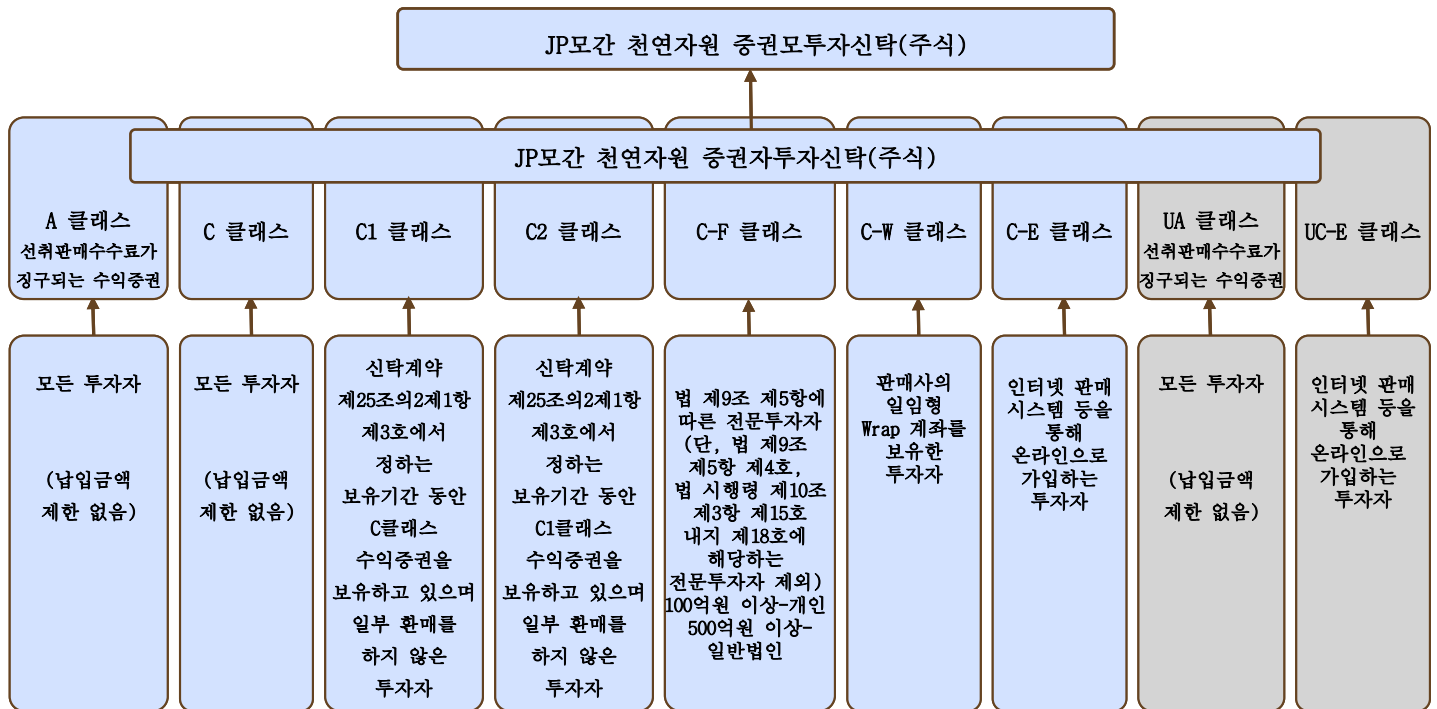 JP모간 천연자원 증권모투자신탁(주식)
JP모간 천연자원 증권자투자신탁(주식)
A 클래스
선취판매수수료가
징구되는 수익증권
C 클래스
C1 클래스
C2 클래스
C-F 클래스
C-W 클래스
C-E 클래스
UA 클래스
선취판매수수료가
징구되는 수익증권
UC-E 클래스
모든 투자자
(납입금액
제한 없음)
모든 투자자
(납입금액
제한 없음)
신탁계약
제25조의2제1항
제3호에서
정하는
보유기간 동안
C클래스
수익증권을
보유하고 있으며
일부 환매를
하지 않은
투자자
신탁계약
제25조의2제1항
제3호에서
정하는
보유기간 동안
C1클래스
수익증권을
보유하고 있으며
일부 환매를
하지 않은
투자자
법 제9조 제5항에
따른 전문투자자
(단, 법 제9조
제5항 제4호,
법 시행령 제10조
제3항 제15호
내지 제18호에
해당하는
전문투자자 제외)
100억원 이상-개인
500억원 이상-
일반법인
판매사의
일임형
Wrap 계좌를
보유한
투자자
인터넷 판매
시스템 등을
통해
온라인으로
가입하는
투자자
모든 투자자
(납입금액
제한 없음)
인터넷 판매
시스템 등을
통해
온라인으로
가입하는
투자자